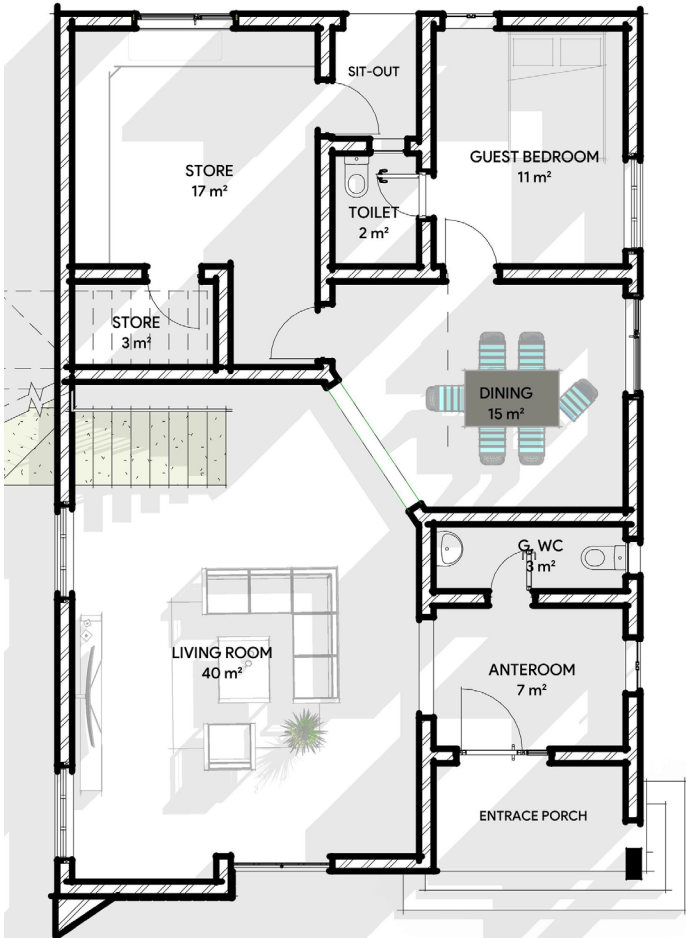 SIT-OUT
STORE
17 m²
GUEST BEDROOM
11 m²
TOILET
2 m²
STORE
3 m²
DINING
15 m²
G. WC
3 m²
LIVING ROOM
40 m²
ANTEROOM
7 m²
ENTRACE PORCH